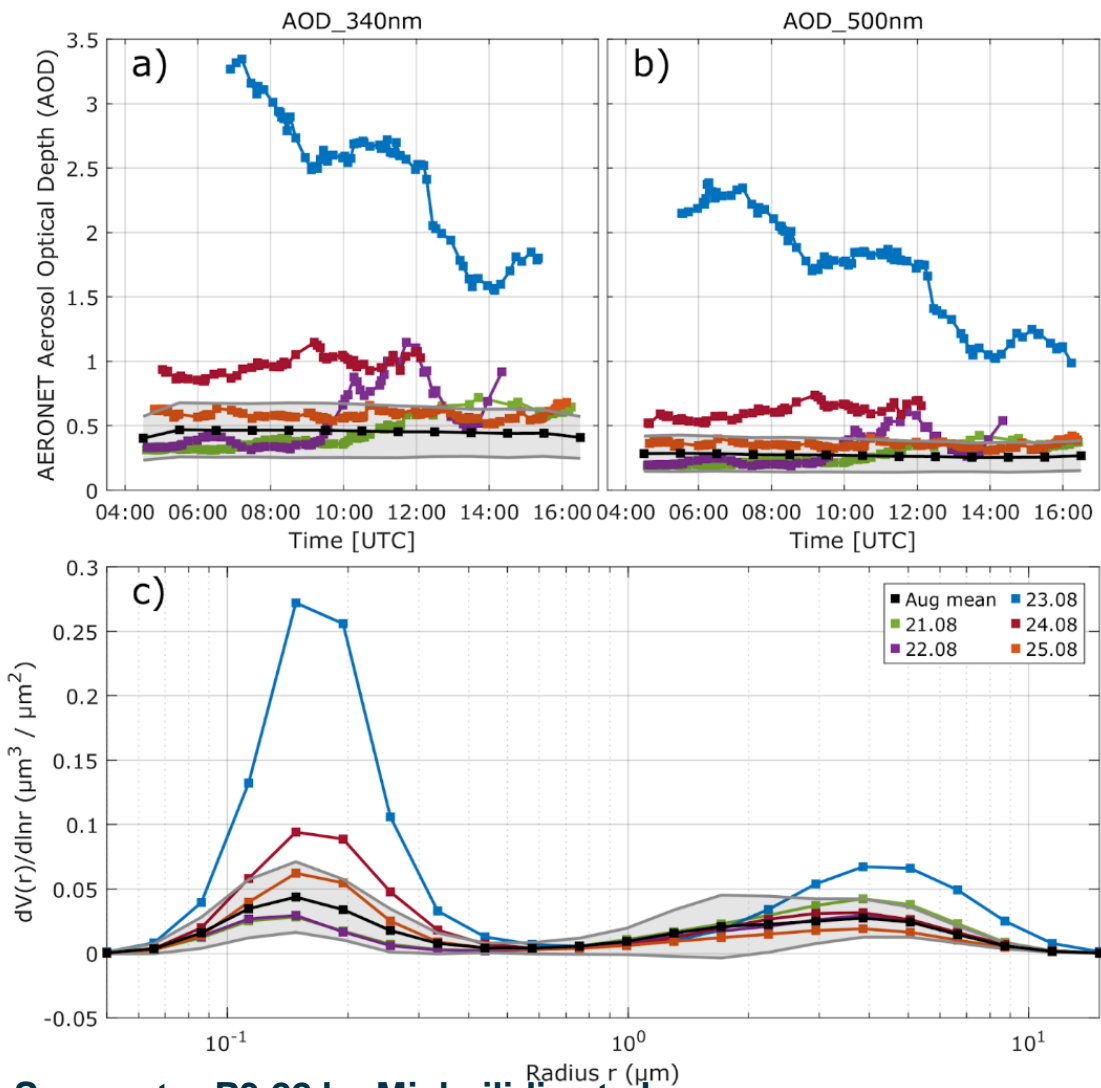 AOD_340nm
AOD_500nm
a)
b)
AERONET Aerosol Optical Depth (AOD)
3.5
3
2.5
2
1.5
1
0.5
0
04:00 06:00 08:00 10:00 12:00 14:00 16:00
04:00 06:00 08:00 10:00 12:00 14:00 16:00
Time [UTC]
Time [UTC]
c)
Aug mean
21.08
22.08
23.08
24.08
25.08
dV(r)/dlnr (µm³ / µm²)
0.3
0.25
0.2
0.15
0.1
0.05
0
-0.05
10⁻¹ 10⁰ 10¹
Radius r (µm)